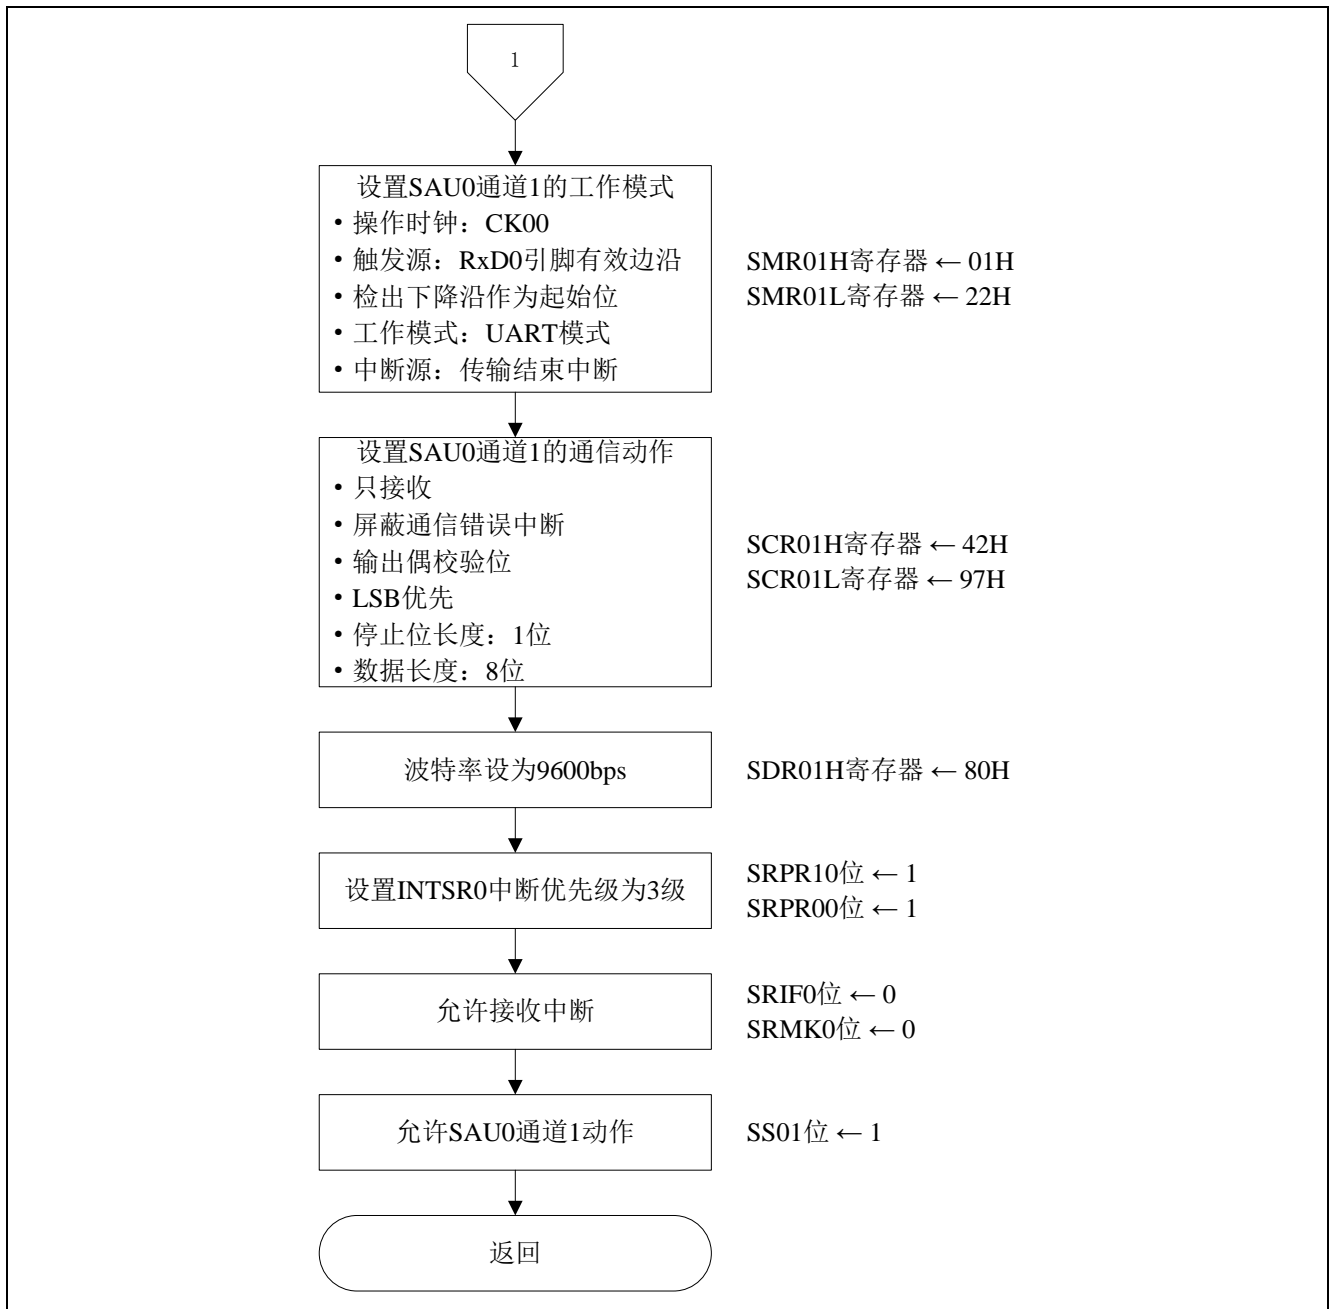 1
设置SAU0通道1的工作模式
• 操作时钟：CK00
• 触发源：RxD0引脚有效边沿
• 检出下降沿作为起始位
• 工作模式：UART模式
• 中断源：传输结束中断
SMR01H寄存器 ← 01H
SMR01L寄存器 ← 22H
设置SAU0通道1的通信动作
• 只接收
• 屏蔽通信错误中断
• 输出偶校验位
• LSB优先
• 停止位长度：1位
• 数据长度：8位
SCR01H寄存器 ← 42H
SCR01L寄存器 ← 97H
波特率设为9600bps
SDR01H寄存器 ← 80H
设置INTSR0中断优先级为3级
SRPR10位 ← 1
SRPR00位 ← 1
允许接收中断
SRIF0位 ← 0
SRMK0位 ← 0
允许SAU0通道1动作
SS01位 ← 1
返回